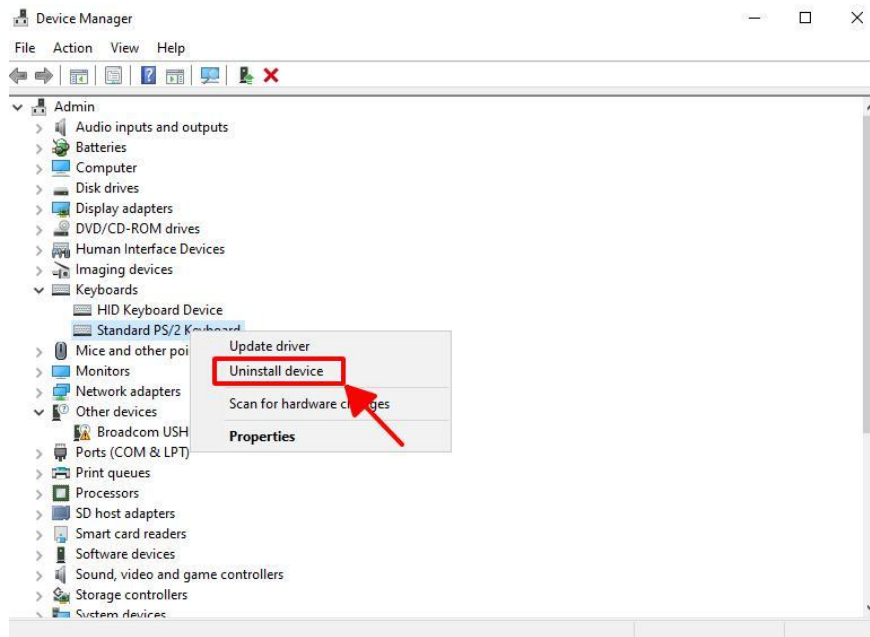 Device Manager
File Action View Help
Admin
Audio inputs and outputs
Batteries
Computer
Disk drives
Display adapters
DVD/CD-ROM drives
Human Interface Devices
Imaging devices
Keyboards
HID Keyboard Device
Standard PS/2 Keyboard
Mice and other poi
Monitors
Network adapters
Other devices
Broadcom USH
Ports (COM & LPT)
Print queues
Processors
SD host adapters
Smart card readers
Software devices
Sound, video and game controllers
Storage controllers
System devices
Update driver
Uninstall device
Scan for hardware changes
Properties